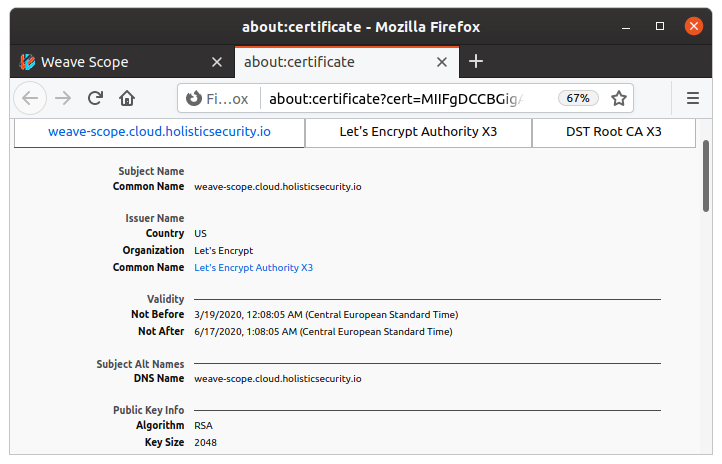 about:certificate - Mozilla Firefox
Weave Scope
about:certificate
Fi…ox about:certificate?cert=MIIFgDCCBGigA 67%
weave-scope.cloud.holisticsecurity.io Let's Encrypt Authority X3 DST Root CA X3
Subject Name
Common Name weave-scope.cloud.holisticsecurity.io
Issuer Name
Country US
Organization Let's Encrypt
Common Name Let's Encrypt Authority X3
Validity
Not Before 3/19/2020, 12:08:05 AM (Central European Standard Time)
Not After 6/17/2020, 1:08:05 AM (Central European Standard Time)
Subject Alt Names
DNS Name weave-scope.cloud.holisticsecurity.io
Public Key Info
Algorithm RSA
Key Size 2048